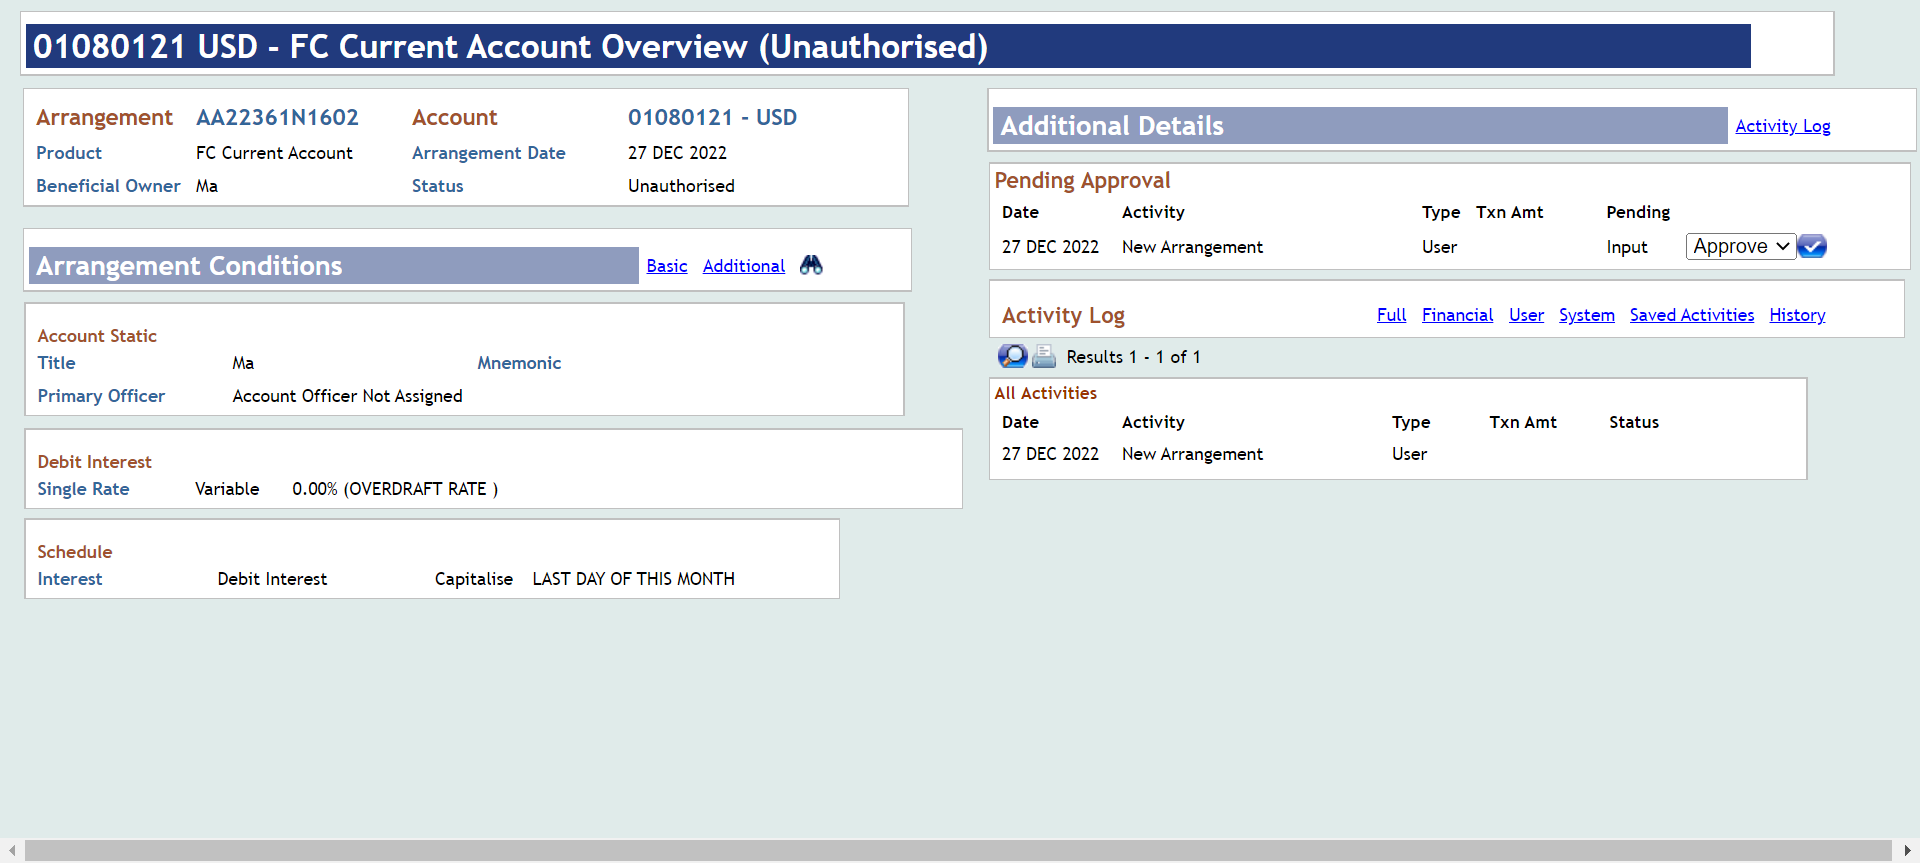 01080121 USD - FC Current Account Overview (Unauthorised)
Arrangement AA22361N1602 Account 01080121 - USD
Product FC Current Account Arrangement Date 27 DEC 2022
Beneficial Owner Ma Status Unauthorised
Arrangement Conditions Basic Additional
Account Static
Title Ma Mnemonic
Primary Officer Account Officer Not Assigned
Debit Interest
Single Rate Variable 0.00% (OVERDRAFT RATE )
Schedule
Interest Debit Interest Capitalise LAST DAY OF THIS MONTH
Additional Details Activity Log
Pending Approval
Date Activity Type Txn Amt Pending
27 DEC 2022 New Arrangement User Input Approve
Activity Log Full Financial User System Saved Activities History
Results 1 - 1 of 1
All Activities
Date Activity Type Txn Amt Status
27 DEC 2022 New Arrangement User